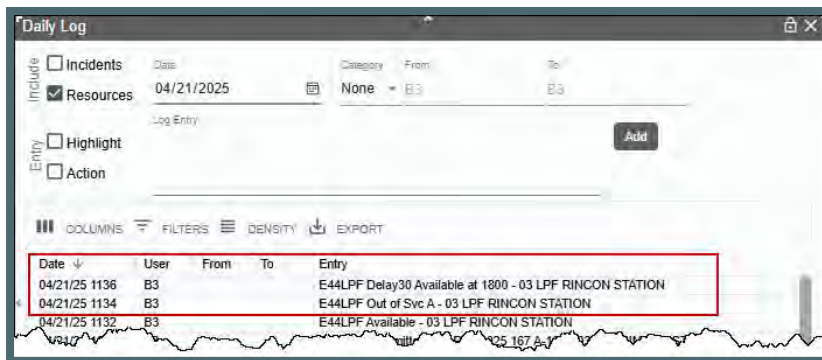 Daily Log
Include
Incidents
Resources
Date
04/21/2025
Category
None
From
B3
To
B3
Entry
Highlight
Action
Log Entry
Add
COLUMNS FILTERS DENSITY EXPORT
Date User From To Entry
04/21/25 1136 B3 E44LPF Delay30 Available at 1800 - 03 LPF RINCON STATION
04/21/25 1134 B3 E44LPF Out of Svc A - 03 LPF RINCON STATION
04/21/25 1132 B3 E44LPF Available - 03 LPF RINCON STATION